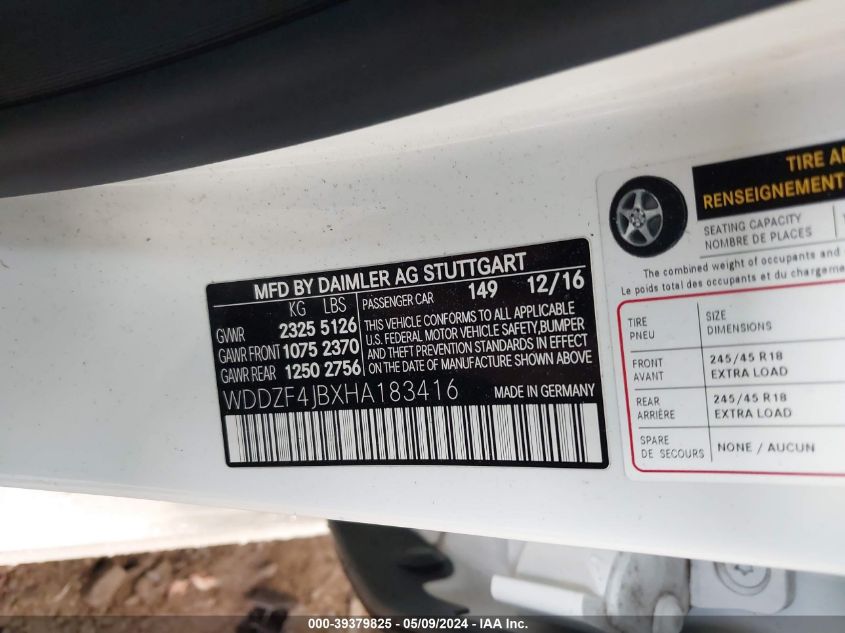 MFD BY DAIMLER AG STUTTGART
KG LBS
GVWR 2325 5126
GAWR FRONT 1075 2370
GAWR REAR 1250 2756
PASSENGER CAR 149 12/16
THIS VEHICLE CONFORMS TO ALL APPLICABLE
U.S. FEDERAL MOTOR VEHICLE SAFETY, BUMPER
AND THEFT PREVENTION STANDARDS IN EFFECT
ON THE DATE OF MANUFACTURE SHOWN ABOVE
WDDZF4JBXHA183416 MADE IN GERMANY
TIRE
RENSEIGNEMENT
SEATING CAPACITY
NOMBRE DE PLACES
The combined weight of occupants and
Le poids total des occupants et du chargeme
TIRE SIZE
PNEU DIMENSIONS
FRONT 245/45 R18
AVANT EXTRA LOAD
REAR 245/45 R18
ARRIÈRE EXTRA LOAD
SPARE NONE / AUCUN
DE SECOURS
000-39379825 - 05/09/2024 - IAA Inc.